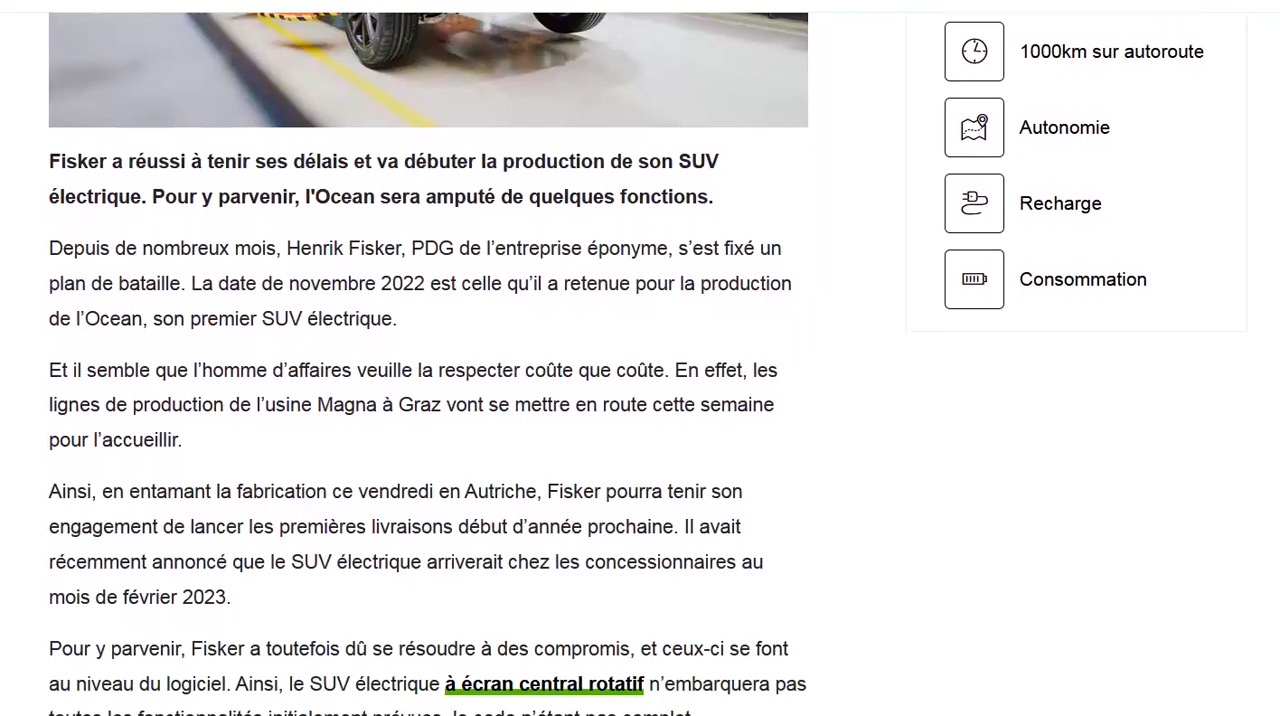 Fisker a réussi à tenir ses délais et va débuter la production de son SUV
électrique. Pour y parvenir, l'Ocean sera amputé de quelques fonctions.
Depuis de nombreux mois, Henrik Fisker, PDG de l’entreprise éponyme, s’est fixé un
plan de bataille. La date de novembre 2022 est celle qu’il a retenue pour la production
de l’Ocean, son premier SUV électrique.
Et il semble que l’homme d’affaires veuille la respecter coûte que coûte. En effet, les
lignes de production de l’usine Magna à Graz vont se mettre en route cette semaine
pour l’accueillir.
Ainsi, en entamant la fabrication ce vendredi en Autriche, Fisker pourra tenir son
engagement de lancer les premières livraisons début d’année prochaine. Il avait
récemment annoncé que le SUV électrique arriverait chez les concessionnaires au
mois de février 2023.
Pour y parvenir, Fisker a toutefois dû se résoudre à des compromis, et ceux-ci se font
au niveau du logiciel. Ainsi, le SUV électrique à écran central rotatif n’embarquera pas
toutes les fonctionnalités initialement prévues, le code n’étant pas complet.
1000km sur autoroute
Autonomie
Recharge
Consommation